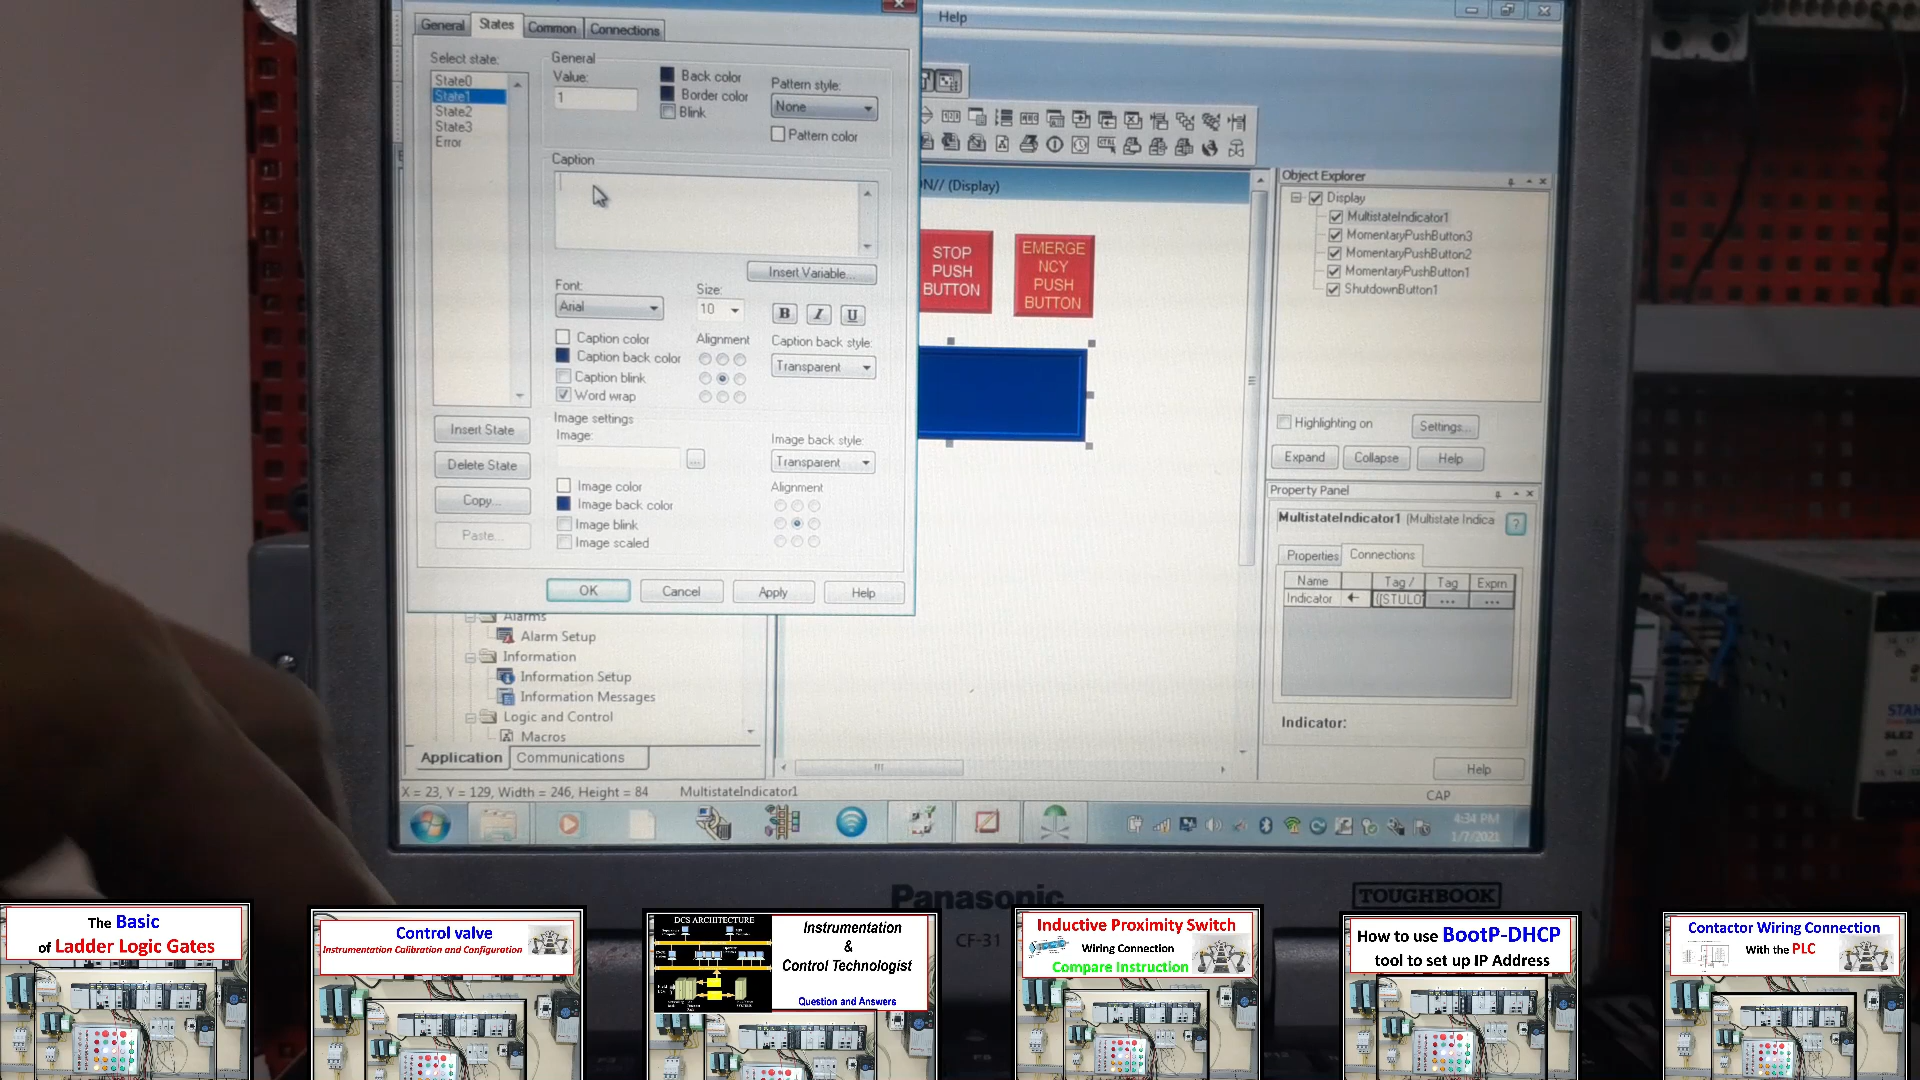 General States Common Connections
Help
Select state:
State0
State1
State2
State3
Error
General
Value:
1
Back color
Border color
Blink
Pattern style:
None
Pattern color
Caption
Insert Variable...
Font:
Arial
Size:
10
B I U
Caption color
Caption back color
Caption blink
Word wrap
Alignment
Caption back style:
Transparent
Image settings
Image:
...
Image back style:
Transparent
Image color
Image back color
Image blink
Image scaled
Alignment
Insert State
Delete State
Copy...
Paste...
OK Cancel Apply Help
N// (Display)
STOP
PUSH
BUTTON
EMERGE
NCY
PUSH
BUTTON
Object Explorer
Display
MultistateIndicator1
MomentaryPushButton3
MomentaryPushButton2
MomentaryPushButton1
ShutdownButton1
Highlighting on
Settings...
Expand Collapse Help
Property Panel
MultistateIndicator1 (Multistate Indica
?
Properties Connections
Name Tag / Tag Exprn
Indicator ... ...
Indicator:
Help
Alarms
Alarm Setup
Information
Information Setup
Information Messages
Logic and Control
Macros
Application Communications
X = 23, Y = 129, Width = 246, Height = 84 MultistateIndicator1
CAP
4:34 PM
1/7/2021
Panasonic
TOUGHBOOK
CF-31
STAN
SLE2
The Basic
of Ladder Logic Gates
Control valve
Instrumentation Calibration and Configuration
DCS ARCHITECTURE
Instrumentation
&
Control Technologist
Question and Answers
Inductive Proximity Switch
Wiring Connection
Compare Instruction
How to use BootP-DHCP
tool to set up IP Address
Contactor Wiring Connection
With the PLC